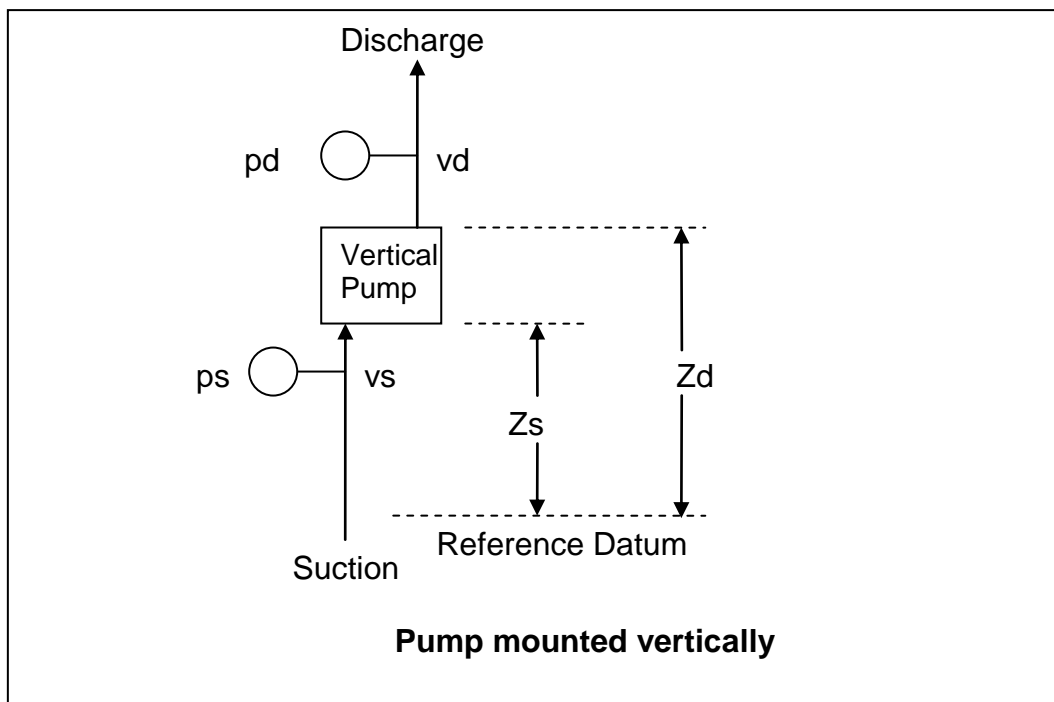 Discharge
pd
vd
Vertical
Pump
ps
vs
Zs
Zd
Reference Datum
Suction
Pump mounted vertically